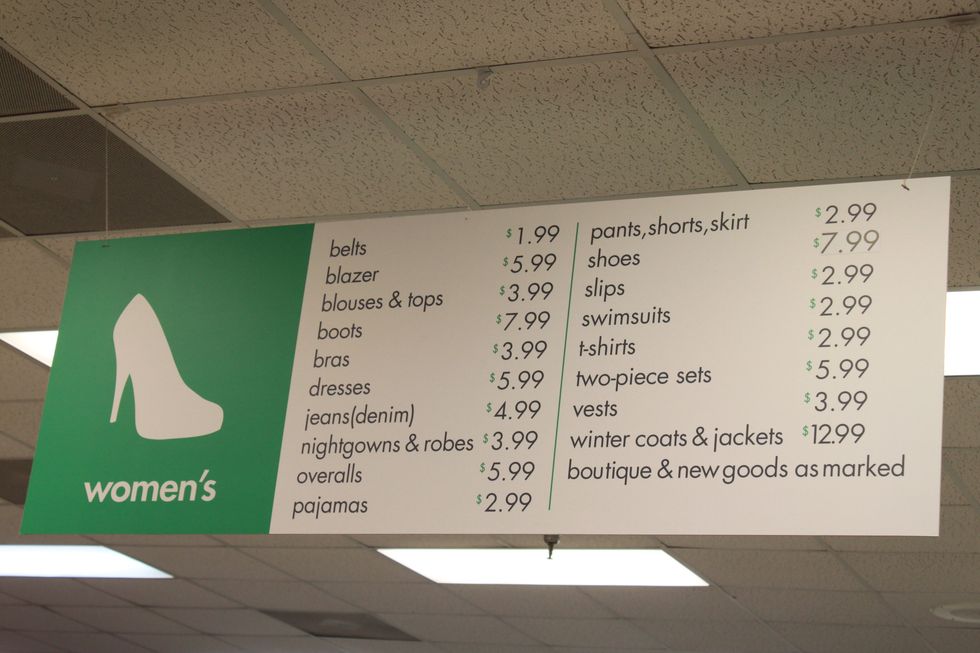 women's
belts $1.99
blazer $5.99
blouses & tops $3.99
boots $7.99
bras $3.99
dresses $5.99
jeans(denim) $4.99
nightgowns & robes $3.99
overalls $5.99
pajamas $2.99
pants,shorts,skirt $2.99
shoes $7.99
slips $2.99
swimsuits $2.99
t-shirts $2.99
two-piece sets $5.99
vests $3.99
winter coats & jackets $12.99
boutique & new goods as marked